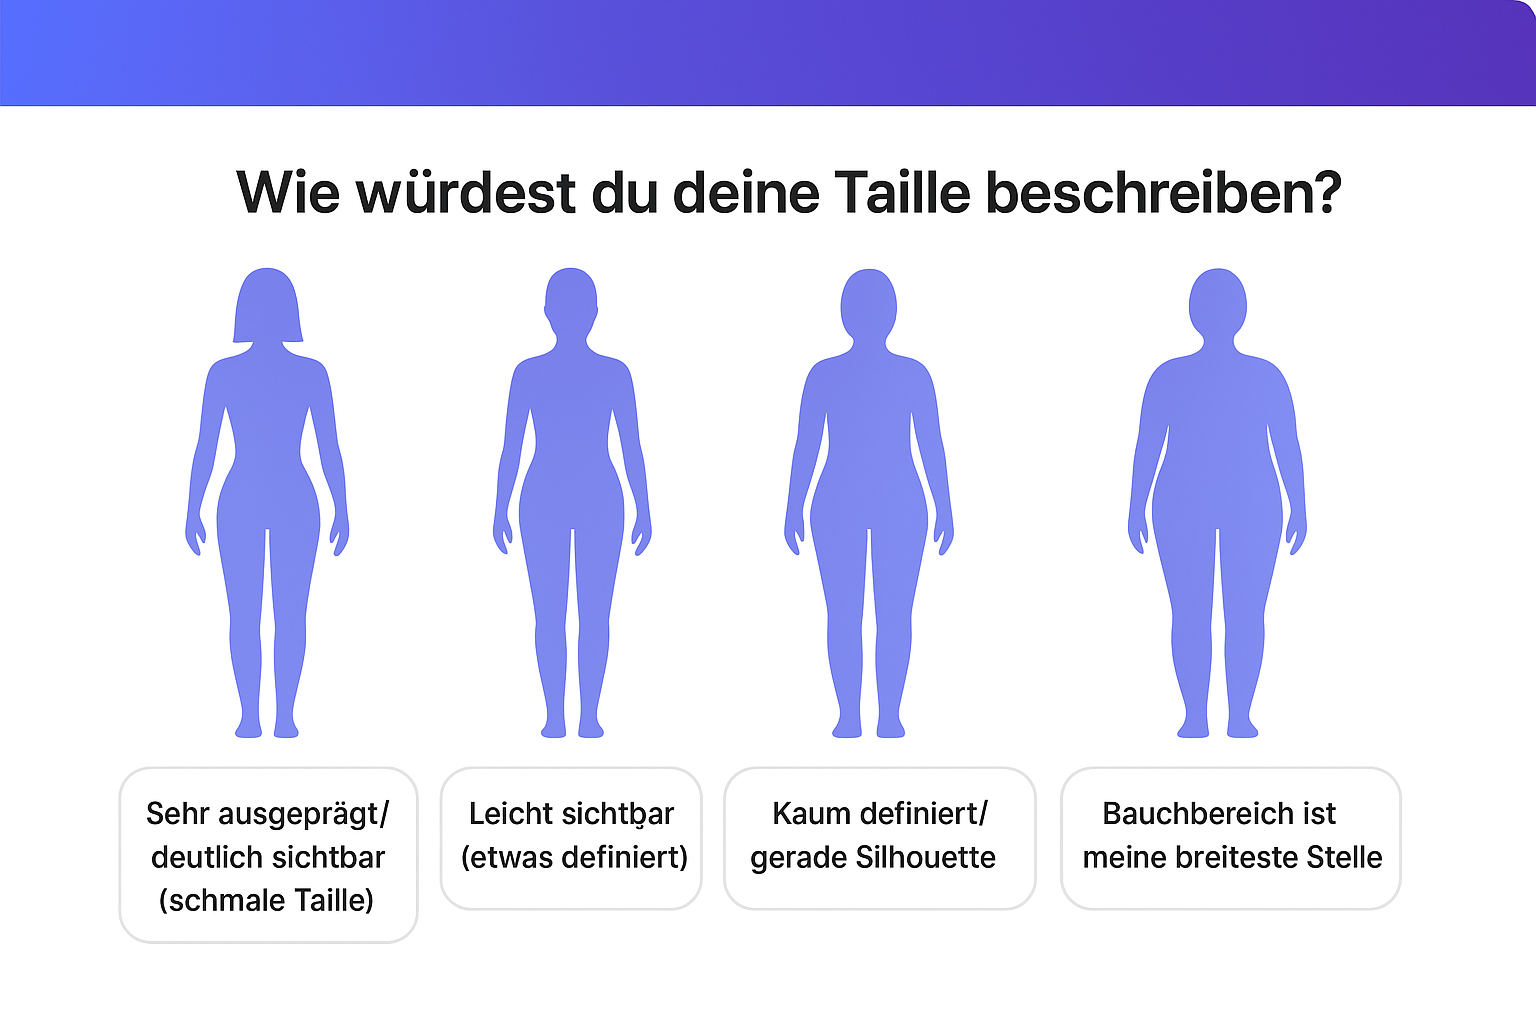 Wie würdest du deine Taille beschreiben?
Sehr ausgeprägt/
deutlich sichtbar
(schmale Taille)
Leicht sichtbar
(etwas definiert)
Kaum definiert/
gerade Silhouette
Bauchbereich ist
meine breiteste Stelle